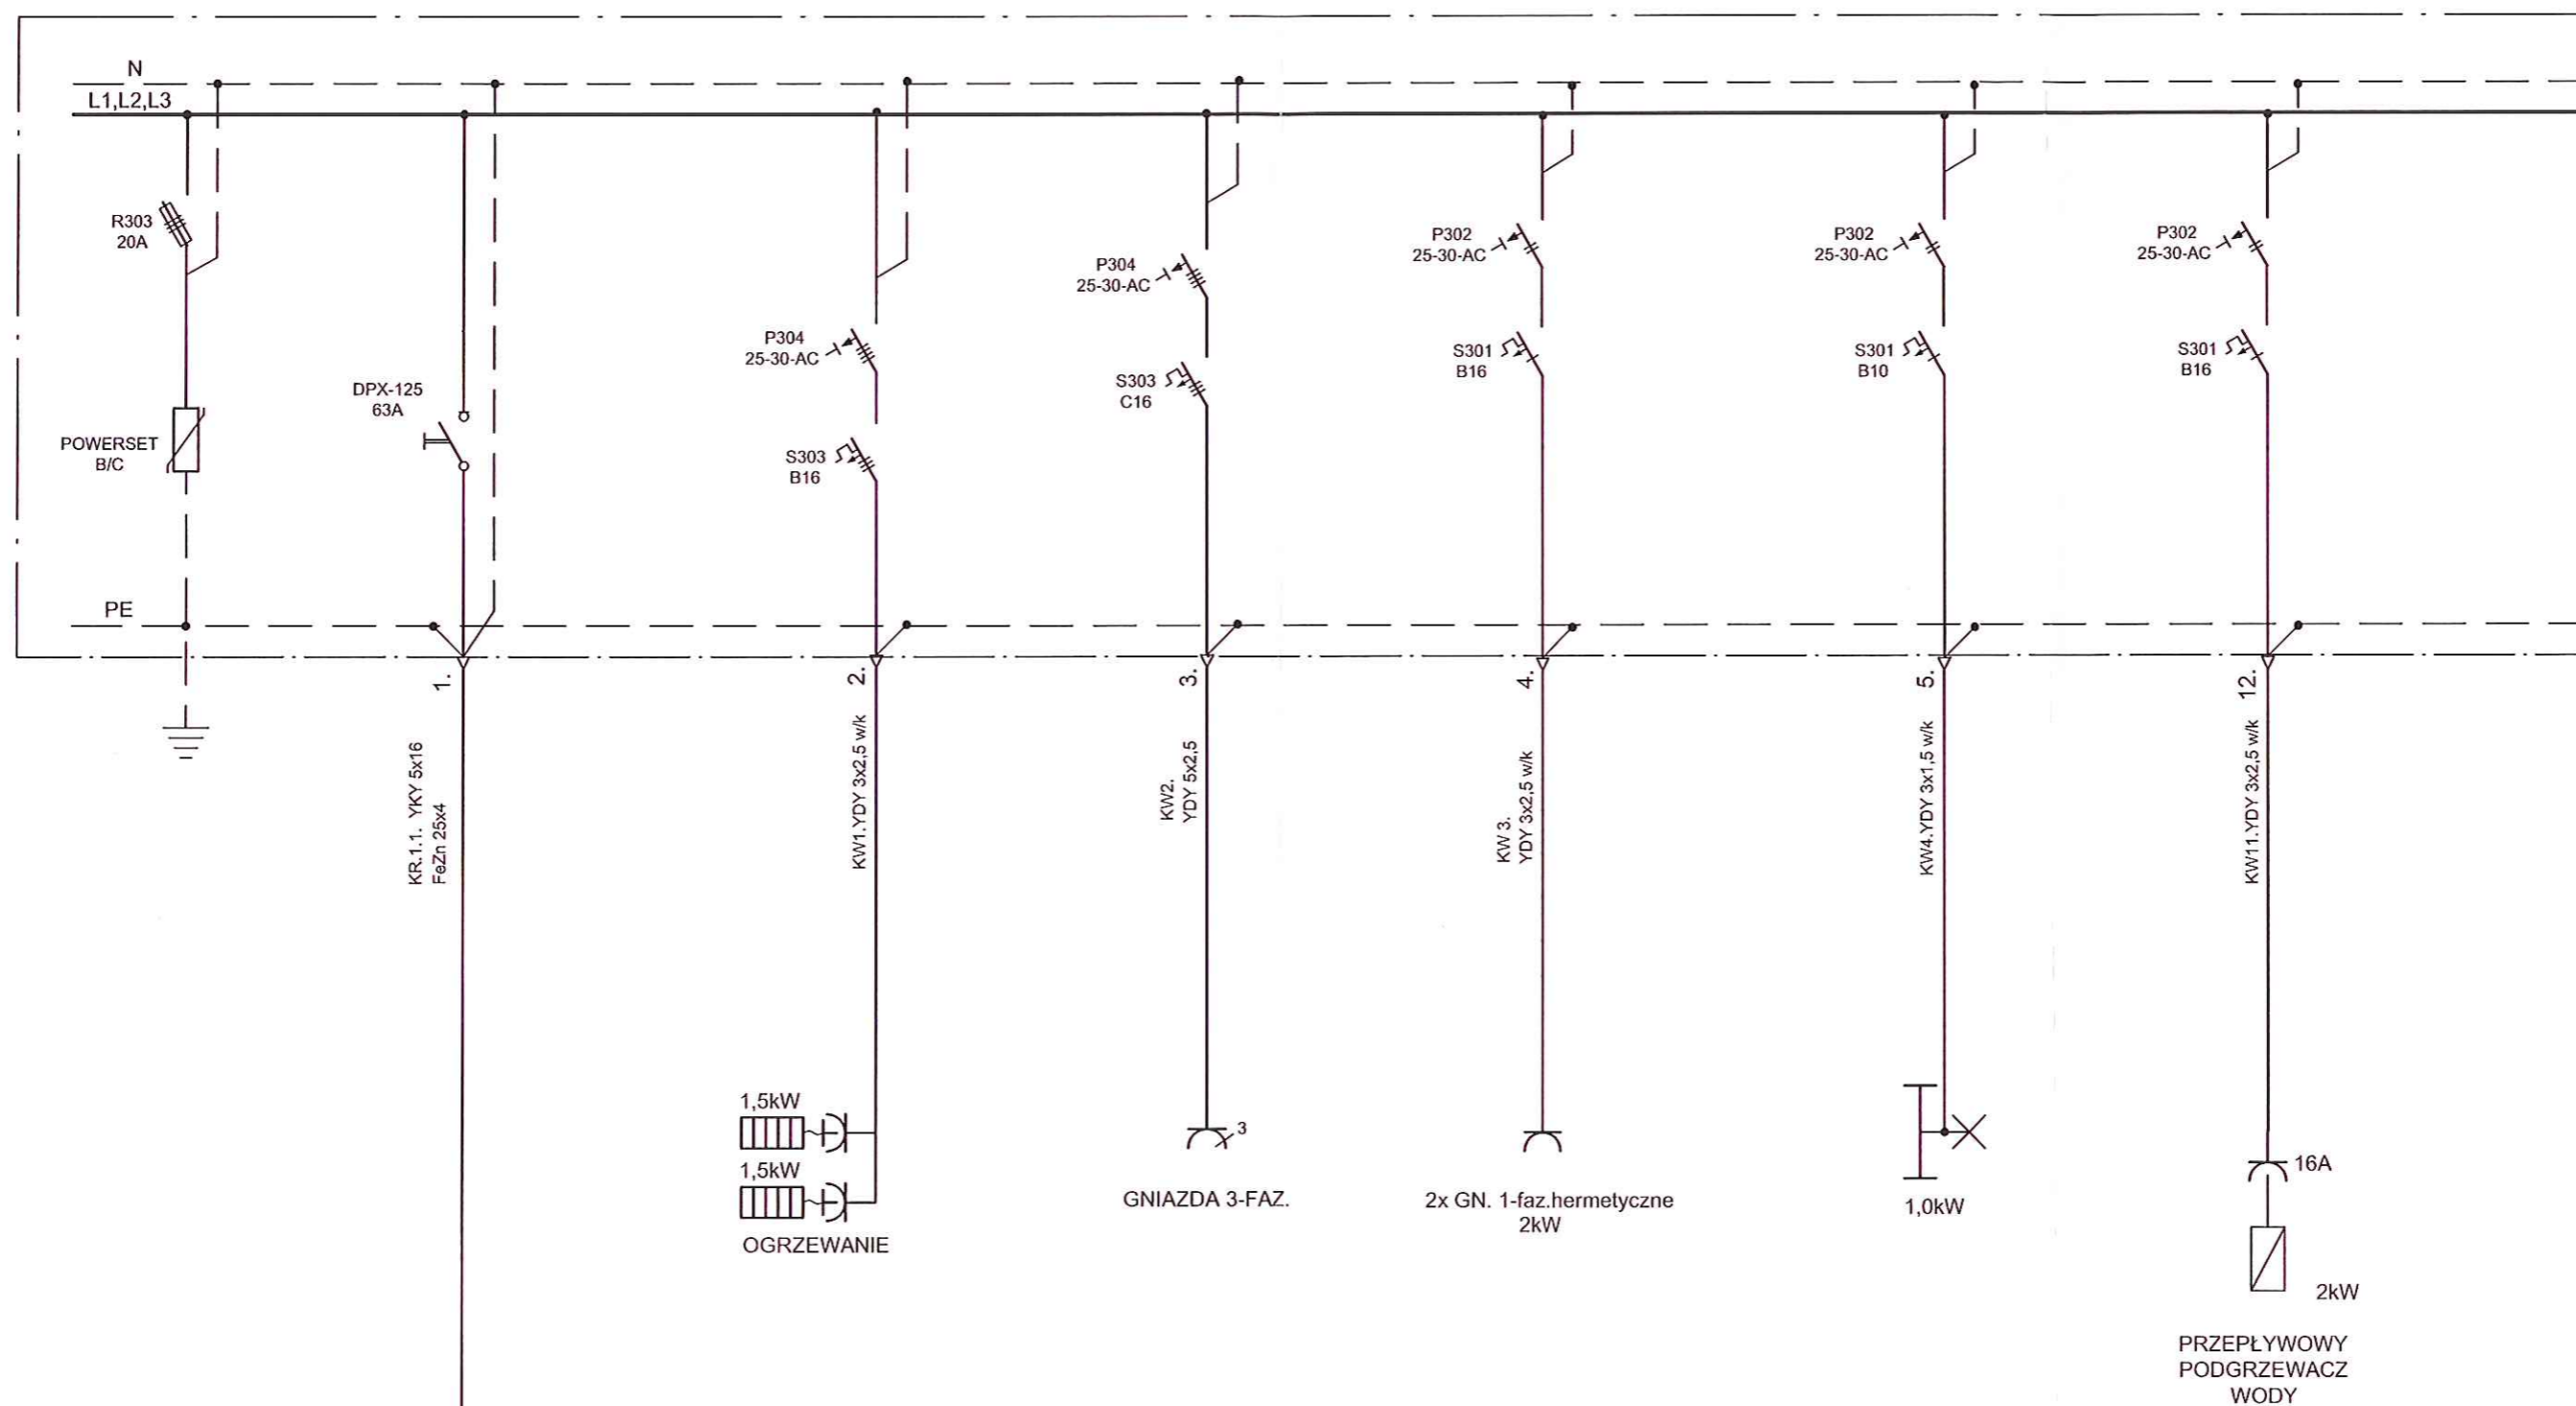 N
L1,L2,L3
R303
20A
POWERSET
B/C
PE
DPX-125
63A
1.
KR.1.1. YKY 5x16
FeZn 25x4
P304
25-30-AC
S303
B16
2.
KW1.YDY 3x2,5 w/k
1,5kW
1,5kW
OGRZEWANIE
P304
25-30-AC
S303
C16
3.
KW2.
YDY 5x2,5
3
GNIAZDA 3-FAZ.
P302
25-30-AC
S301
B16
4.
KW 3.
YDY 3x2,5 w/k
2x GN. 1-faz.hermetyczne
2kW
P302
25-30-AC
S301
B10
5.
KW4.YDY 3x1,5 w/k
1,0kW
P302
25-30-AC
S301
B16
12.
KW11.YDY 3x2,5 w/k
16A
2kW
PRZEPŁYWOWY
PODGRZEWACZ
WODY